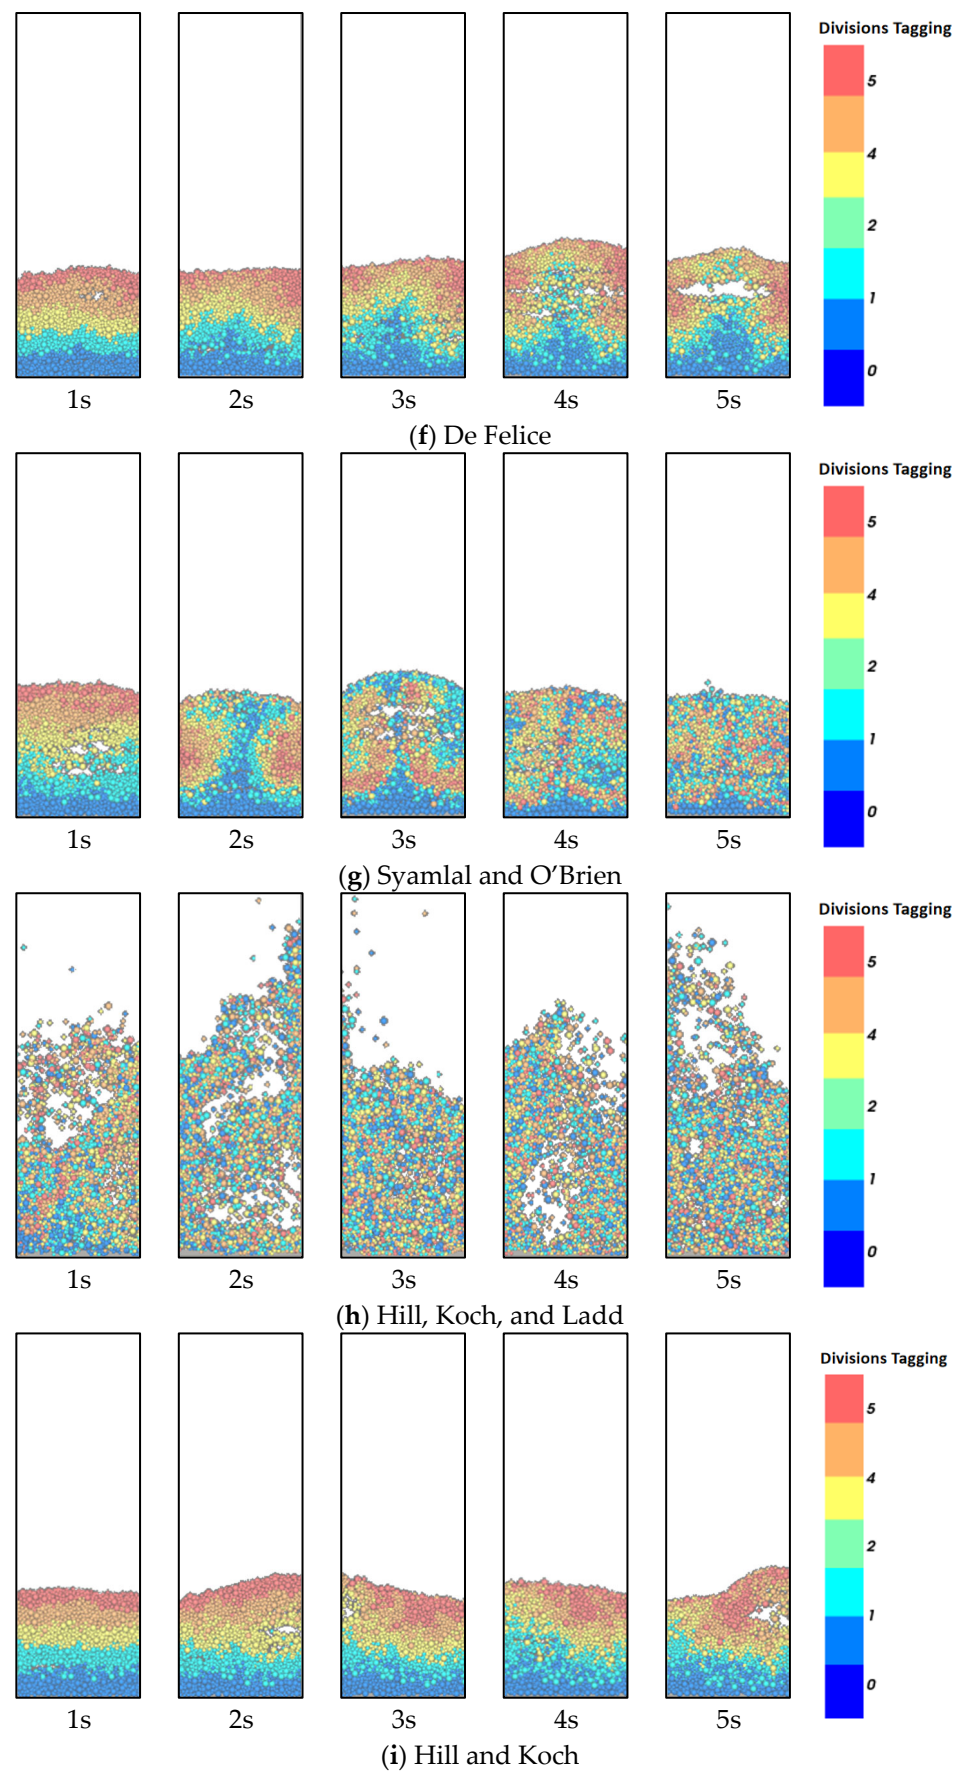 Divisions Tagging
5
4
2
1
0
1s 2s 3s 4s 5s
(f) De Felice
Divisions Tagging
5
4
2
1
0
1s 2s 3s 4s 5s
(g) Syamlal and O’Brien
Divisions Tagging
5
4
2
1
0
1s 2s 3s 4s 5s
(h) Hill, Koch, and Ladd
Divisions Tagging
5
4
2
1
0
1s 2s 3s 4s 5s
(i) Hill and Koch